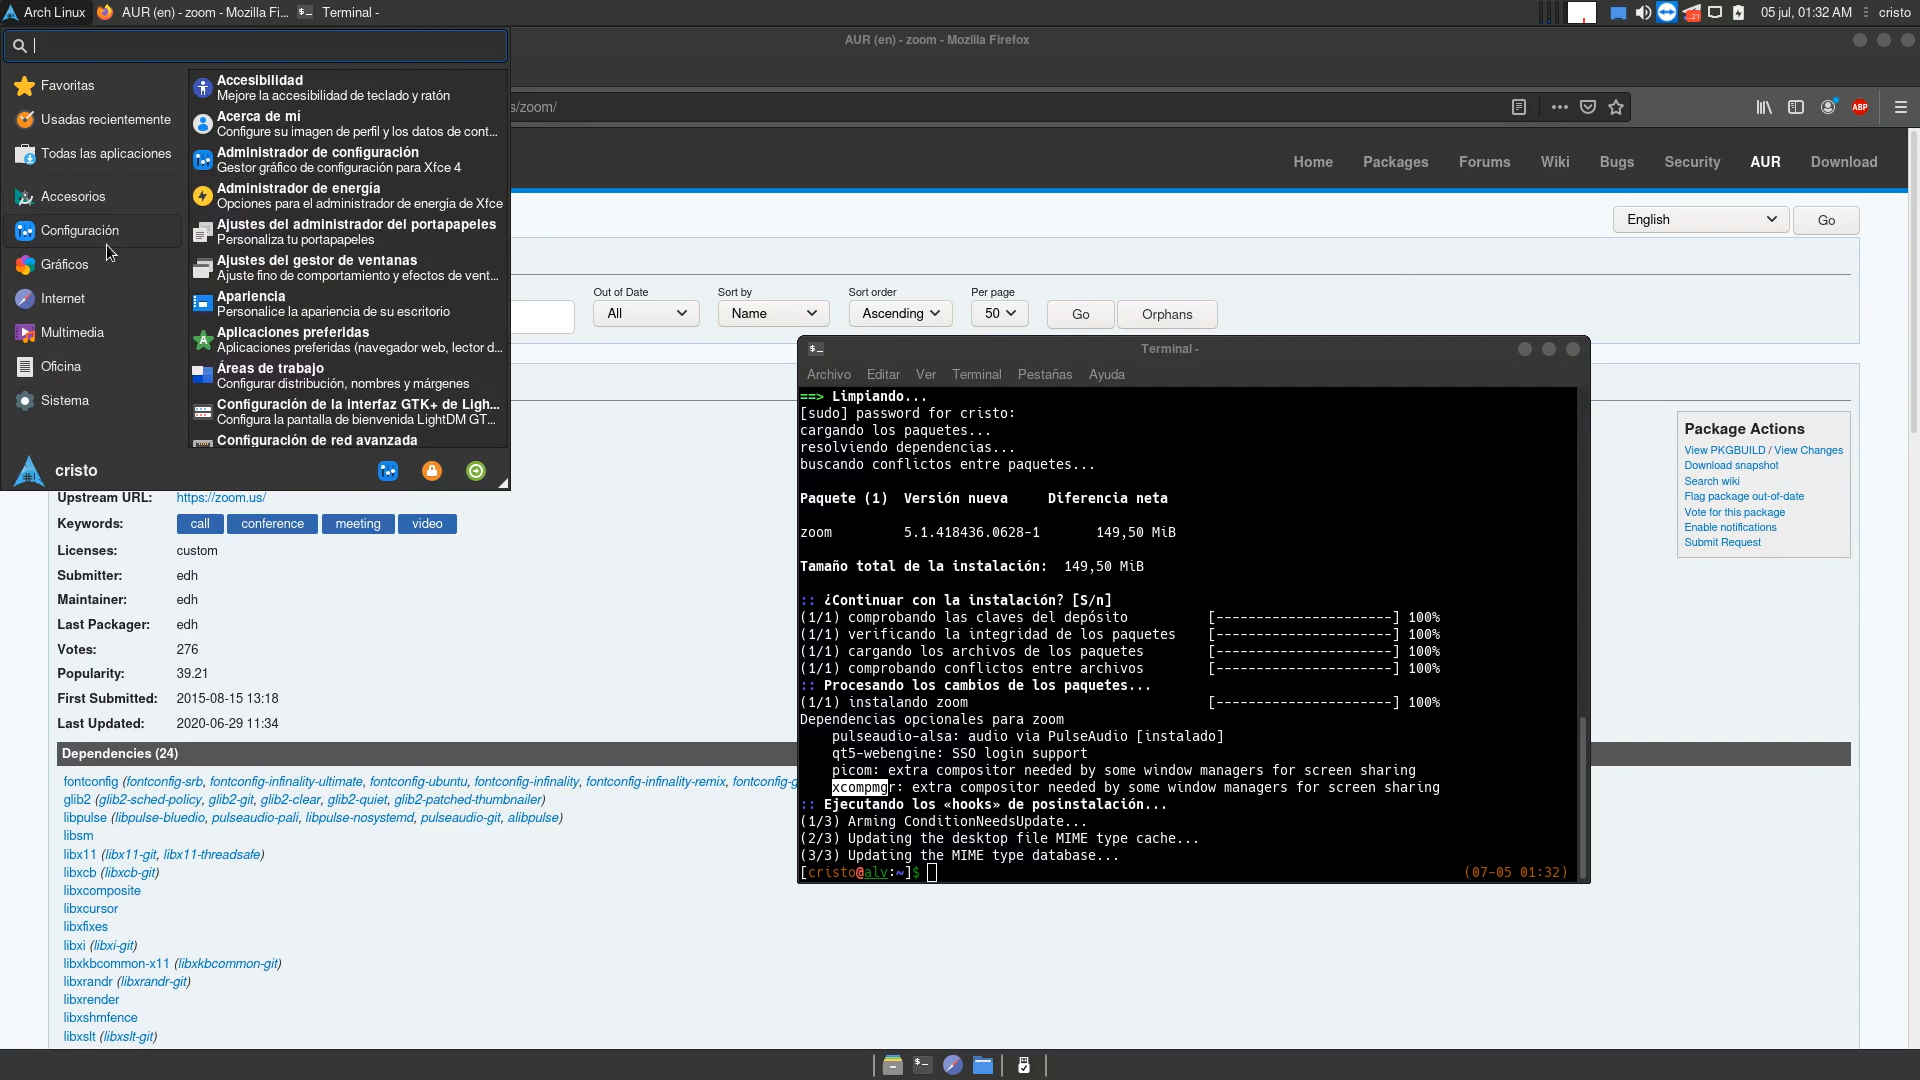 Arch Linux
AUR (en) - zoom - Mozilla Fi...
Terminal -
05 jul, 01:32 AM
cristo
AUR (en) - zoom - Mozilla Firefox
s/zoom/
ABP
Favoritas
Usadas recientemente
Todas las aplicaciones
Accesorios
Configuración
Gráficos
Internet
Multimedia
Oficina
Sistema
Accesibilidad
Mejore la accesibilidad de teclado y ratón
Acerca de mí
Configure su imagen de perfil y los datos de cont...
Administrador de configuración
Gestor gráfico de configuración para Xfce 4
Administrador de energía
Opciones para el administrador de energía de Xfce
Ajustes del administrador del portapapeles
Personaliza tu portapapeles
Ajustes del gestor de ventanas
Ajuste fino de comportamiento y efectos de vent...
Apariencia
Personalice la apariencia de su escritorio
Aplicaciones preferidas
Aplicaciones preferidas (navegador web, lector d...
Áreas de trabajo
Configurar distribución, nombres y márgenes
Configuración de la interfaz GTK+ de Ligh...
Configura la pantalla de bienvenida LightDM GT...
Configuración de red avanzada
cristo
Home Packages Forums Wiki Bugs Security AUR Download
English
Go
Out of Date
All
Sort by
Name
Sort order
Ascending
Per page
50
Go
Orphans
Package Actions
View PKGBUILD / View Changes
Download snapshot
Search wiki
Flag package out-of-date
Vote for this package
Enable notifications
Submit Request
Upstream URL: https://zoom.us/
Keywords: call conference meeting video
Licenses: custom
Submitter: edh
Maintainer: edh
Last Packager: edh
Votes: 276
Popularity: 39.21
First Submitted: 2015-08-15 13:18
Last Updated: 2020-06-29 11:34
Dependencies (24)
fontconfig (fontconfig-srb, fontconfig-infinality-ultimate, fontconfig-ubuntu, fontconfig-infinality, fontconfig-infinality-remix, fontconfig-g
glib2 (glib2-sched-policy, glib2-git, glib2-clear, glib2-quiet, glib2-patched-thumbnailer)
libpulse (libpulse-bluedio, pulseaudio-pali, libpulse-nosystemd, pulseaudio-git, alibpulse)
libsm
libx11 (libx11-git, libx11-threadsafe)
libxcb (libxcb-git)
libxcomposite
libxcursor
libxfixes
libxi (libxi-git)
libxkbcommon-x11 (libxkbcommon-git)
libxrandr (libxrandr-git)
libxrender
libxshmfence
libxslt (libxslt-git)
Terminal -
Archivo Editar Ver Terminal Pestañas Ayuda
==> Limpiando...
[sudo] password for cristo:
cargando los paquetes...
resolviendo dependencias...
buscando conflictos entre paquetes...
Paquete (1) Versión nueva Diferencia neta
zoom 5.1.418436.0628-1 149,50 MiB
Tamaño total de la instalación: 149,50 MiB
:: ¿Continuar con la instalación? [S/n]
(1/1) comprobando las claves del depósito [----------------------] 100%
(1/1) verificando la integridad de los paquetes [----------------------] 100%
(1/1) cargando los archivos de los paquetes [----------------------] 100%
(1/1) comprobando conflictos entre archivos [----------------------] 100%
:: Procesando los cambios de los paquetes...
(1/1) instalando zoom [----------------------] 100%
Dependencias opcionales para zoom
pulseaudio-alsa: audio via PulseAudio [instalado]
qt5-webengine: SSO login support
picom: extra compositor needed by some window managers for screen sharing
xcompmgr: extra compositor needed by some window managers for screen sharing
:: Ejecutando los «hooks» de posinstalación...
(1/3) Arming ConditionNeedsUpdate...
(2/3) Updating the desktop file MIME type cache...
(3/3) Updating the MIME type database...
[cristo@alv:~]$ (07-05 01:32)